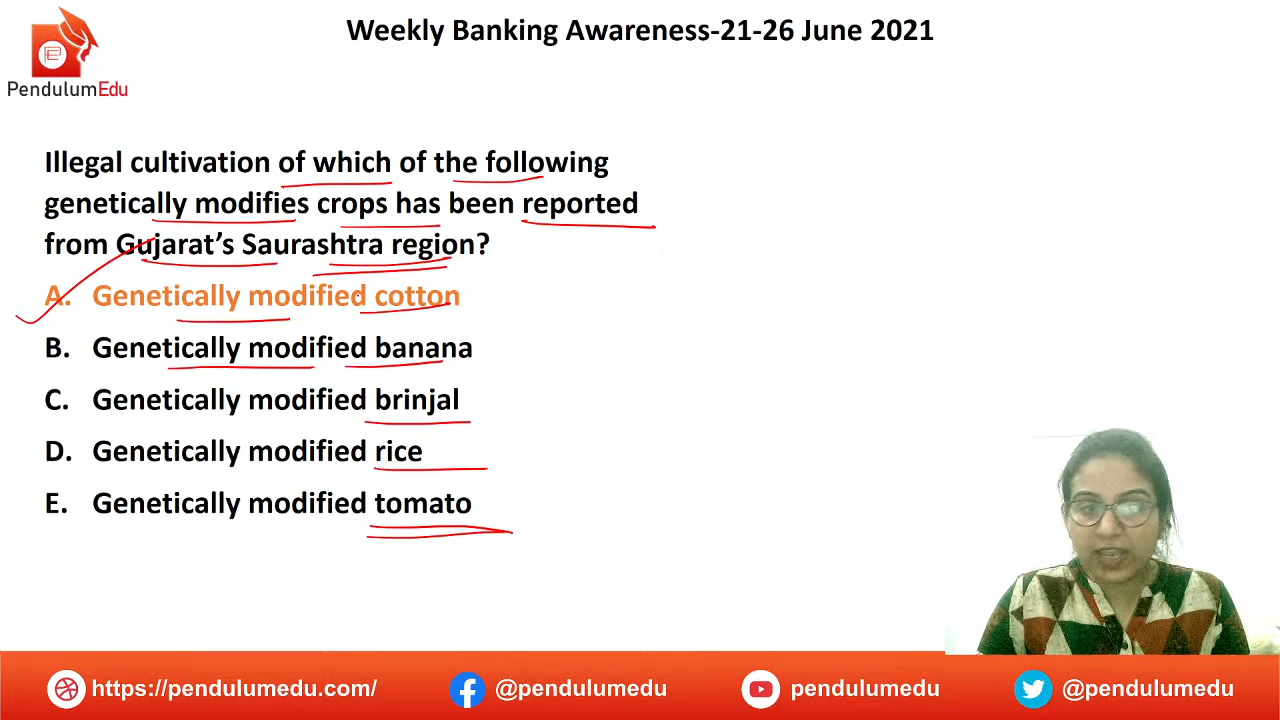 Weekly Banking Awareness-21-26 June 2021
PendulumEdu
Illegal cultivation of which of the following
genetically modifies crops has been reported
from Gujarat’s Saurashtra region?
A. Genetically modified cotton
B. Genetically modified banana
C. Genetically modified brinjal
D. Genetically modified rice
E. Genetically modified tomato
https://pendulumedu.com/ @pendulumedu pendulumedu @pendulumedu